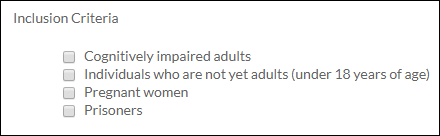 Inclusion Criteria
Cognitively impaired adults
Individuals who are not yet adults (under 18 years of age)
Pregnant women
Prisoners